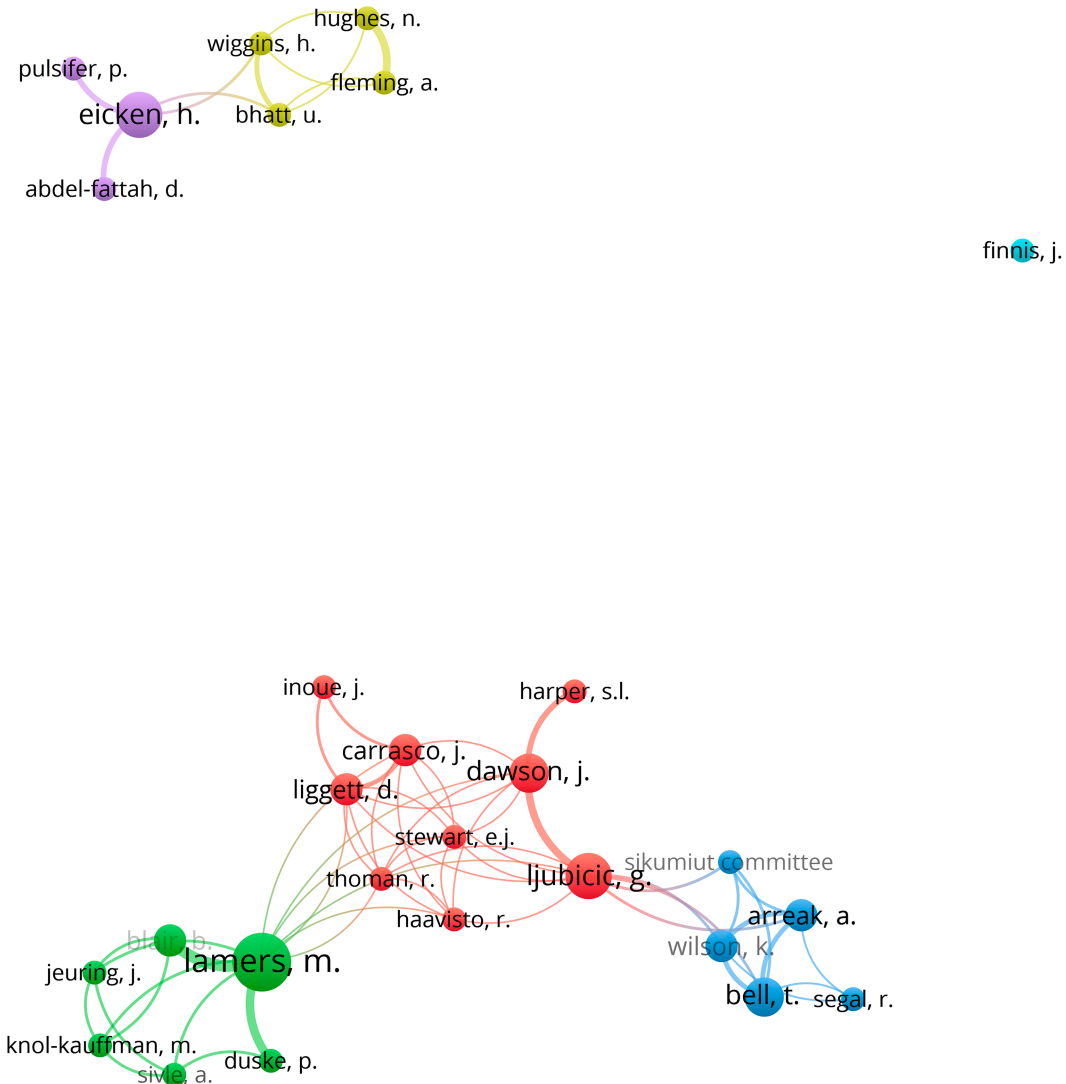 hughes, n.
wiggins, h.
pulsifer, p.
fleming, a.
eicken, h.
bhatt, u.
abdel-fattah, d.
finnis, j.
inoue, j.
harper, s.l.
carrasco, j.
dawson, j.
liggett, d.
stewart, e.j.
sikumiut committee
thoman, r.
ljubicic, g.
haavisto, r.
arreak, a.
blair, b.
wilson, k.
lamers, m.
jeuring, j.
bell, t.
segal, r.
knol-kauffman, m.
duske, p.
sivle, a.